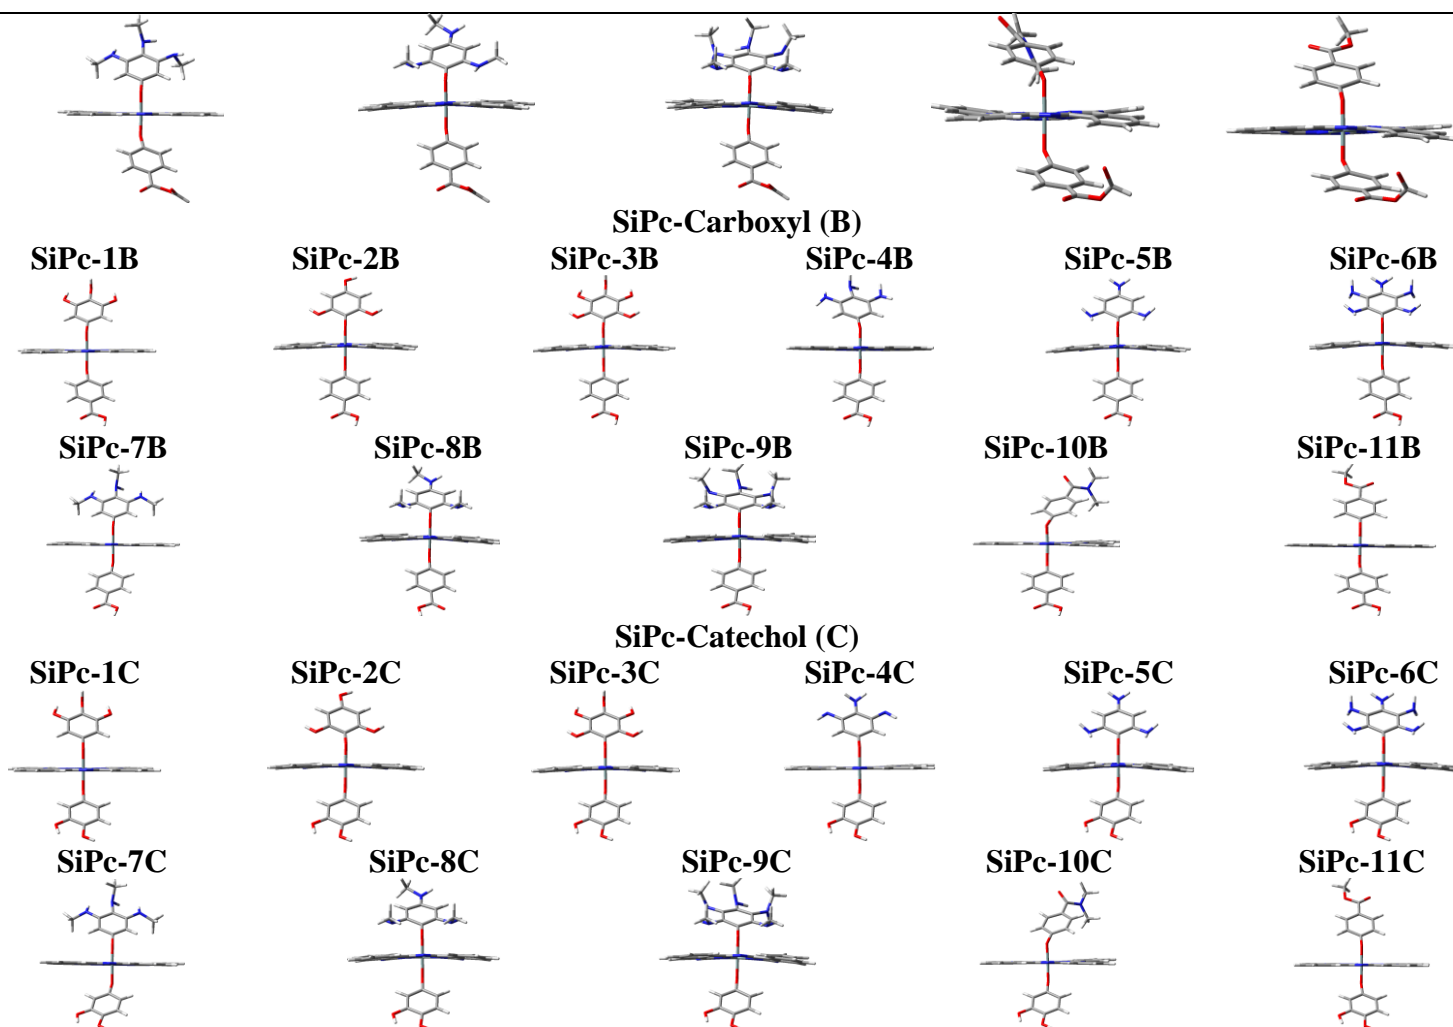 SiPc-Carboxyl (B)
SiPc-1B SiPc-2B SiPc-3B SiPc-4B SiPc-5B SiPc-6B
SiPc-7B SiPc-8B SiPc-9B SiPc-10B SiPc-11B
SiPc-Catechol (C)
SiPc-1C SiPc-2C SiPc-3C SiPc-4C SiPc-5C SiPc-6C
SiPc-7C SiPc-8C SiPc-9C SiPc-10C SiPc-11C